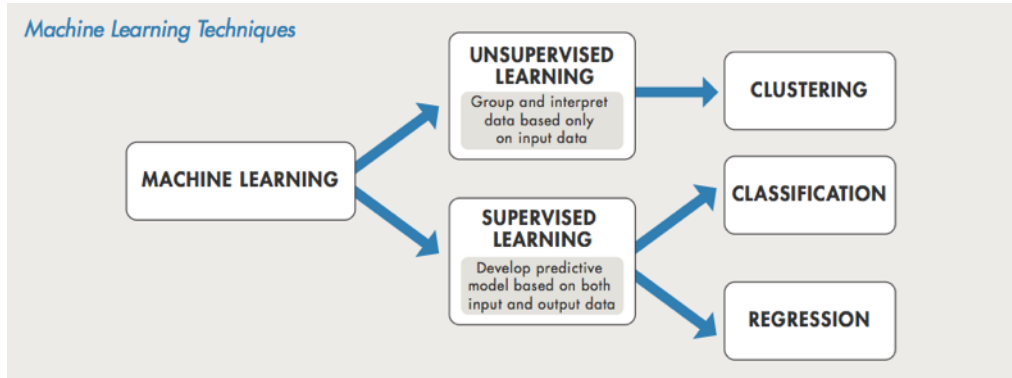 Machine Learning Techniques
MACHINE LEARNING
UNSUPERVISED
LEARNING
Group and interpret
data based only
on input data
CLUSTERING
SUPERVISED
LEARNING
Develop predictive
model based on both
input and output data
CLASSIFICATION
REGRESSION